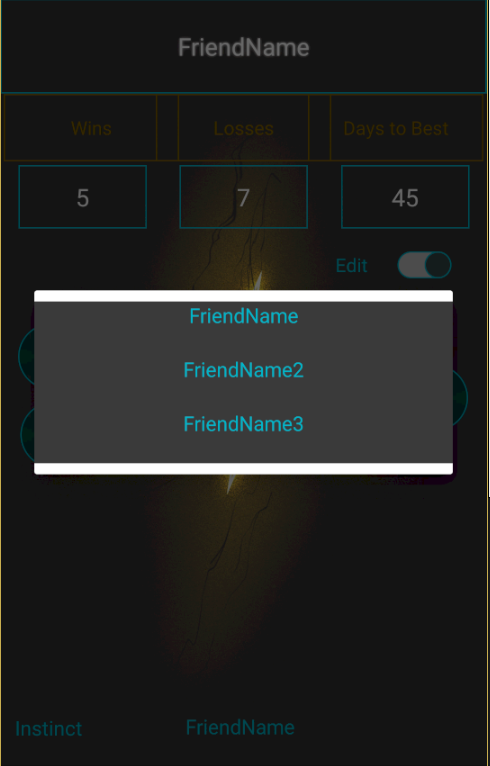 FriendName
Wins Losses Days to Best
5 7 45
Edit
FriendName
FriendName2
FriendName3
Instinct FriendName